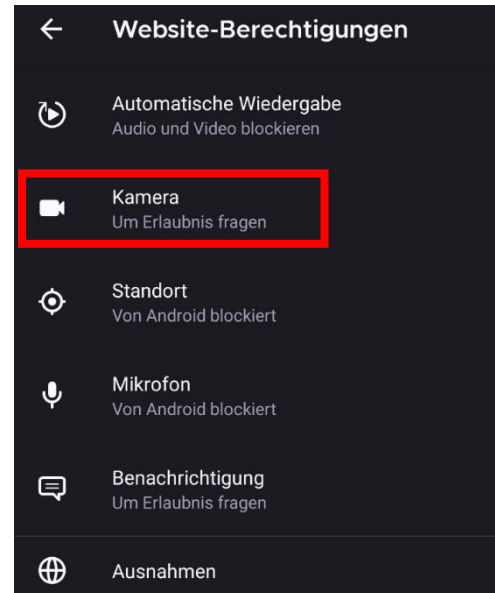 Website-Berechtigungen
Automatische Wiedergabe
Audio und Video blockieren
Kamera
Um Erlaubnis fragen
Standort
Von Android blockiert
Mikrofon
Von Android blockiert
Benachrichtigung
Um Erlaubnis fragen
Ausnahmen